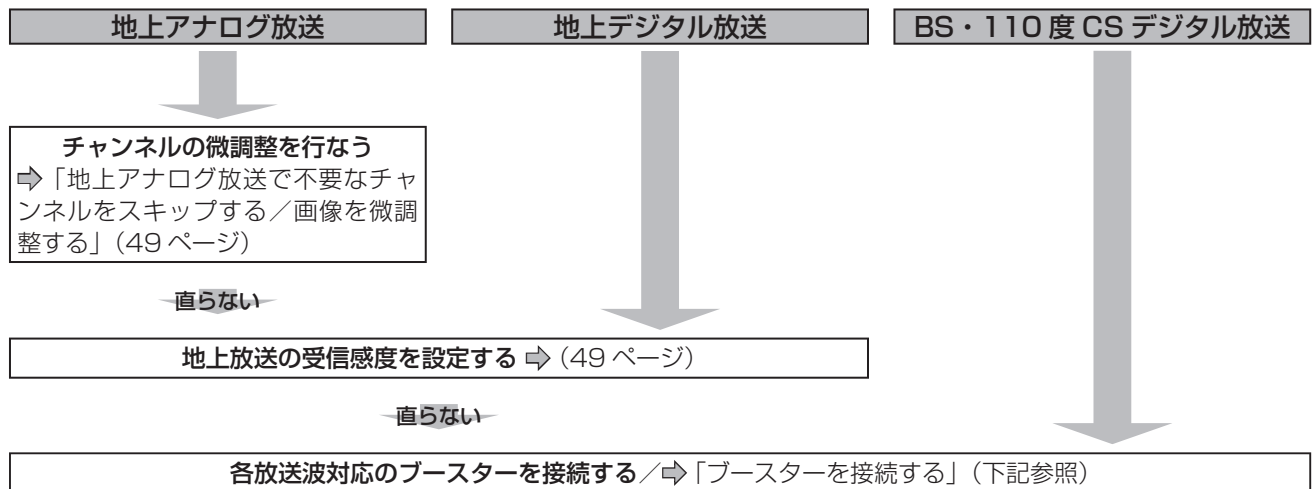 地上アナログ放送
地上デジタル放送
BS・110度CSデジタル放送
チャンネルの微調整を行なう
⇨「地上アナログ放送で不要なチャ
ンネルをスキップする/画像を微調
整する」(49ページ)
直らない
地上放送の受信感度を設定する ⇨(49ページ)
直らない
各放送波対応のブースターを接続する/⇨「ブースターを接続する」(下記参照)